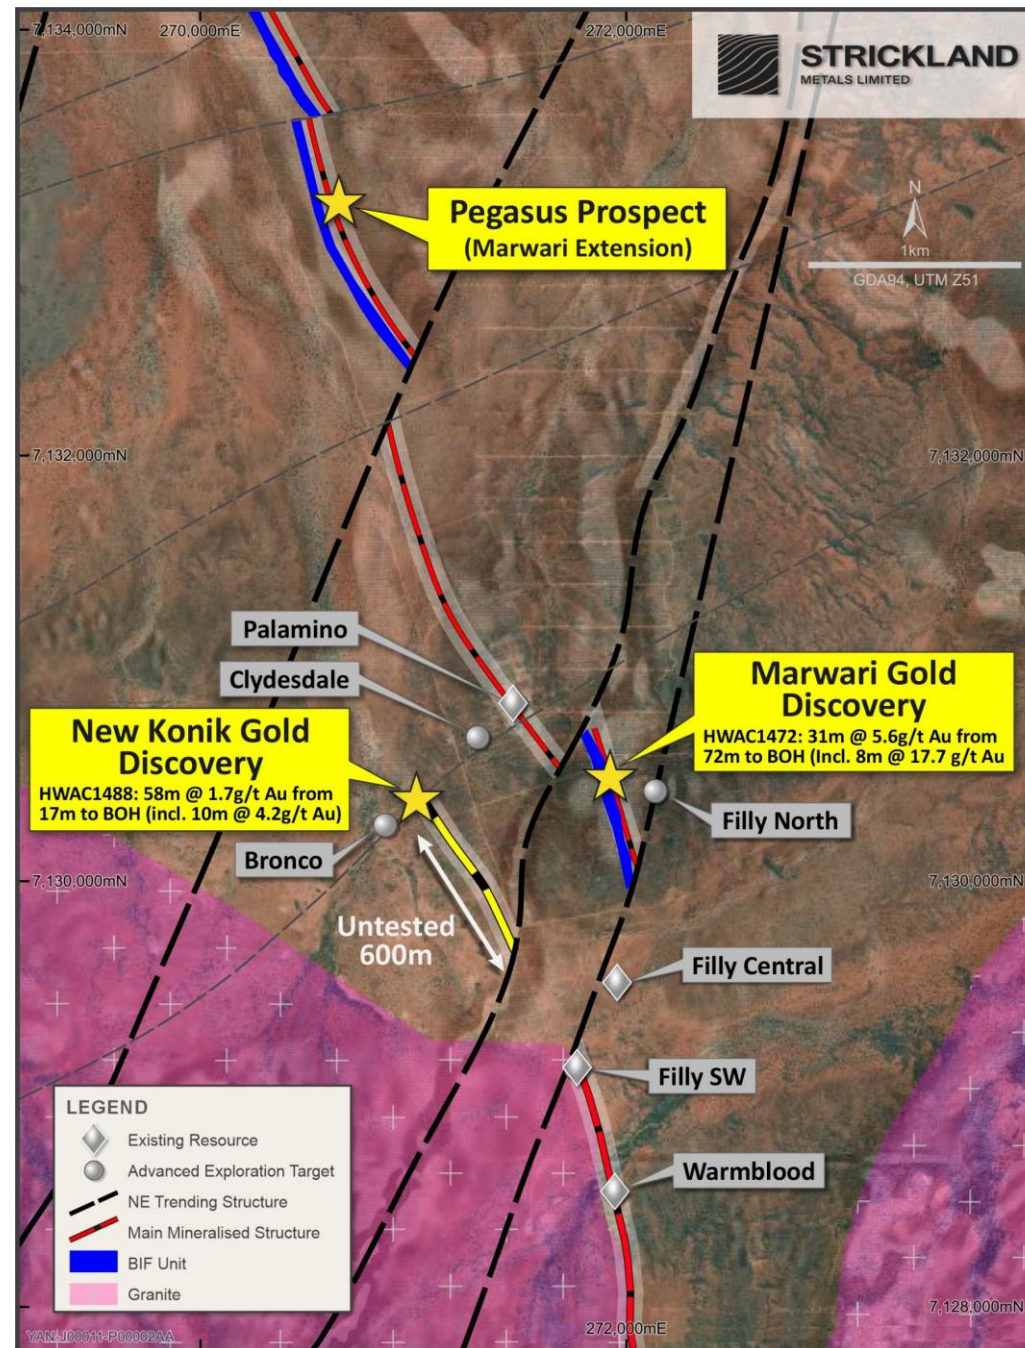 7,134,000mN
270,000mE
272,000mE
STRICKLAND
METALS LIMITED
Pegasus Prospect
(Marwari Extension)
N
1km
GDA94, UTM Z51
7,132,000mN
7,132,000mN
Palamino
Clydesdale
Marwari Gold
Discovery
HWAC1472: 31m @ 5.6g/t Au from
72m to BOH (Incl. 8m @ 17.7 g/t Au
New Konik Gold
Discovery
HWAC1488: 58m @ 1.7g/t Au from
17m to BOH (incl. 10m @ 4.2g/t Au)
Filly North
Bronco
7,130,000mN
7,130,000mN
Untested
600m
Filly Central
Filly SW
Warmblood
LEGEND
Existing Resource
Advanced Exploration Target
NE Trending Structure
Main Mineralised Structure
BIF Unit
Granite
7,128,000mN
272,000mE
YAN-J00011-P00002AA